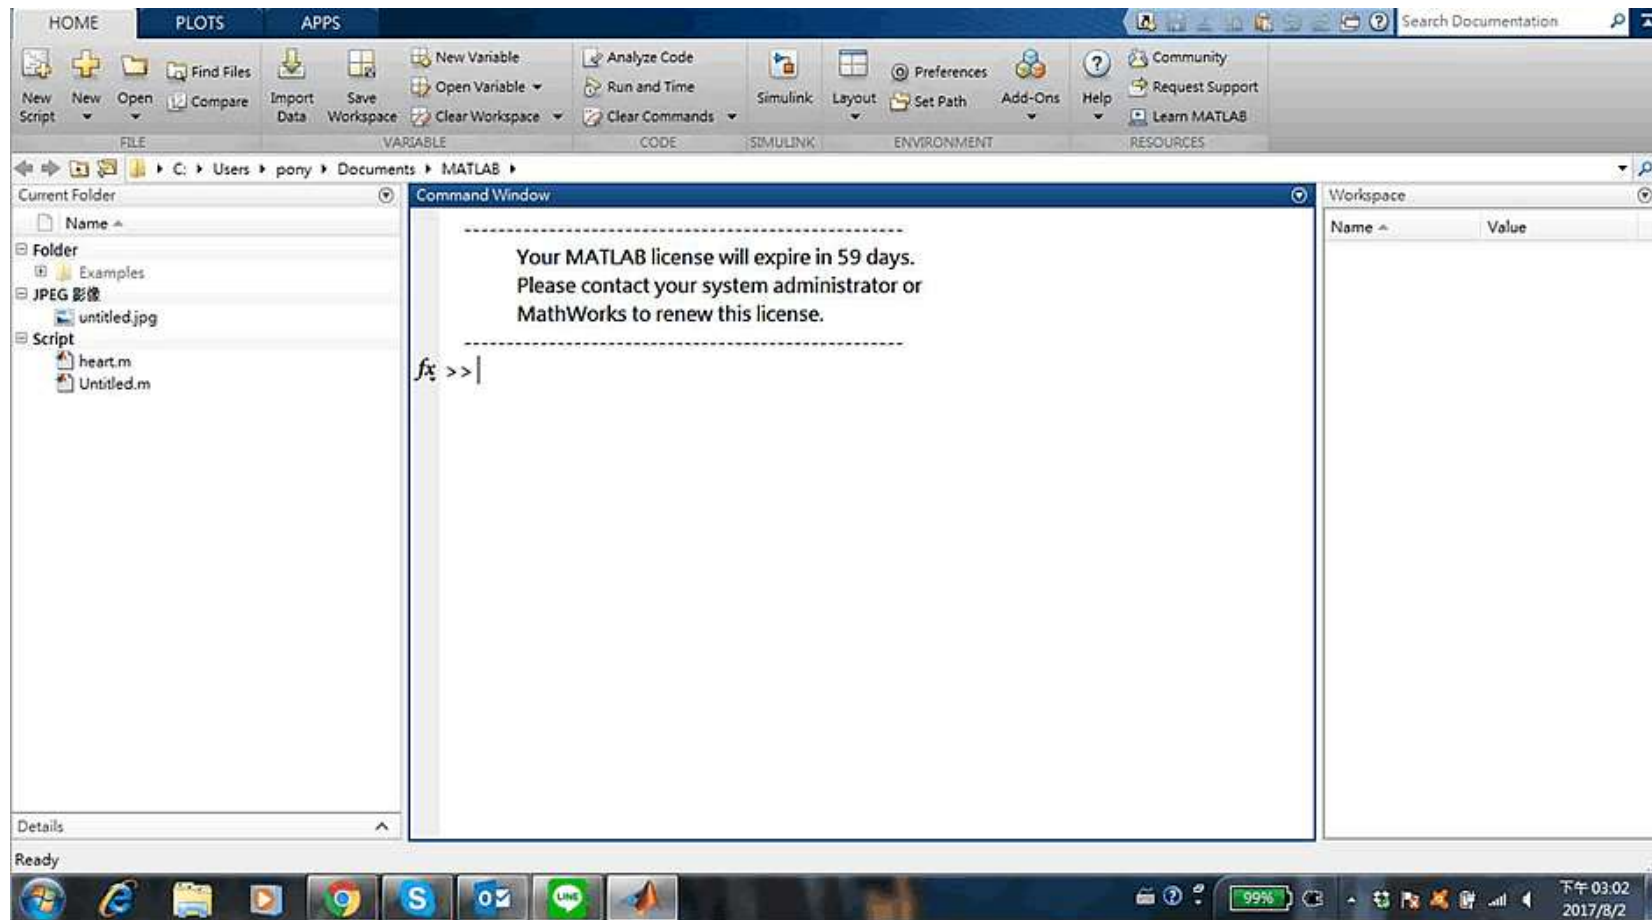 HOME PLOTS APPS Search Documentation
New Script New Open Find Files Compare Import Data Save Workspace New Variable Open Variable Clear Workspace Analyze Code Run and Time Clear Commands Simulink Layout Preferences Set Path Add-Ons Help Community Request Support Learn MATLAB
FILE VARIABLE CODE SIMULINK ENVIRONMENT RESOURCES
C: Users pony Documents MATLAB
Current Folder
Name
Folder
Examples
JPEG 影像
untitled.jpg
Script
heart.m
Untitled.m
Details
Command Window
--------------------------------------------------
Your MATLAB license will expire in 59 days.
Please contact your system administrator or
MathWorks to renew this license.
--------------------------------------------------
fx >>
Workspace
Name Value
Ready
99%
下午 03:02
2017/8/2